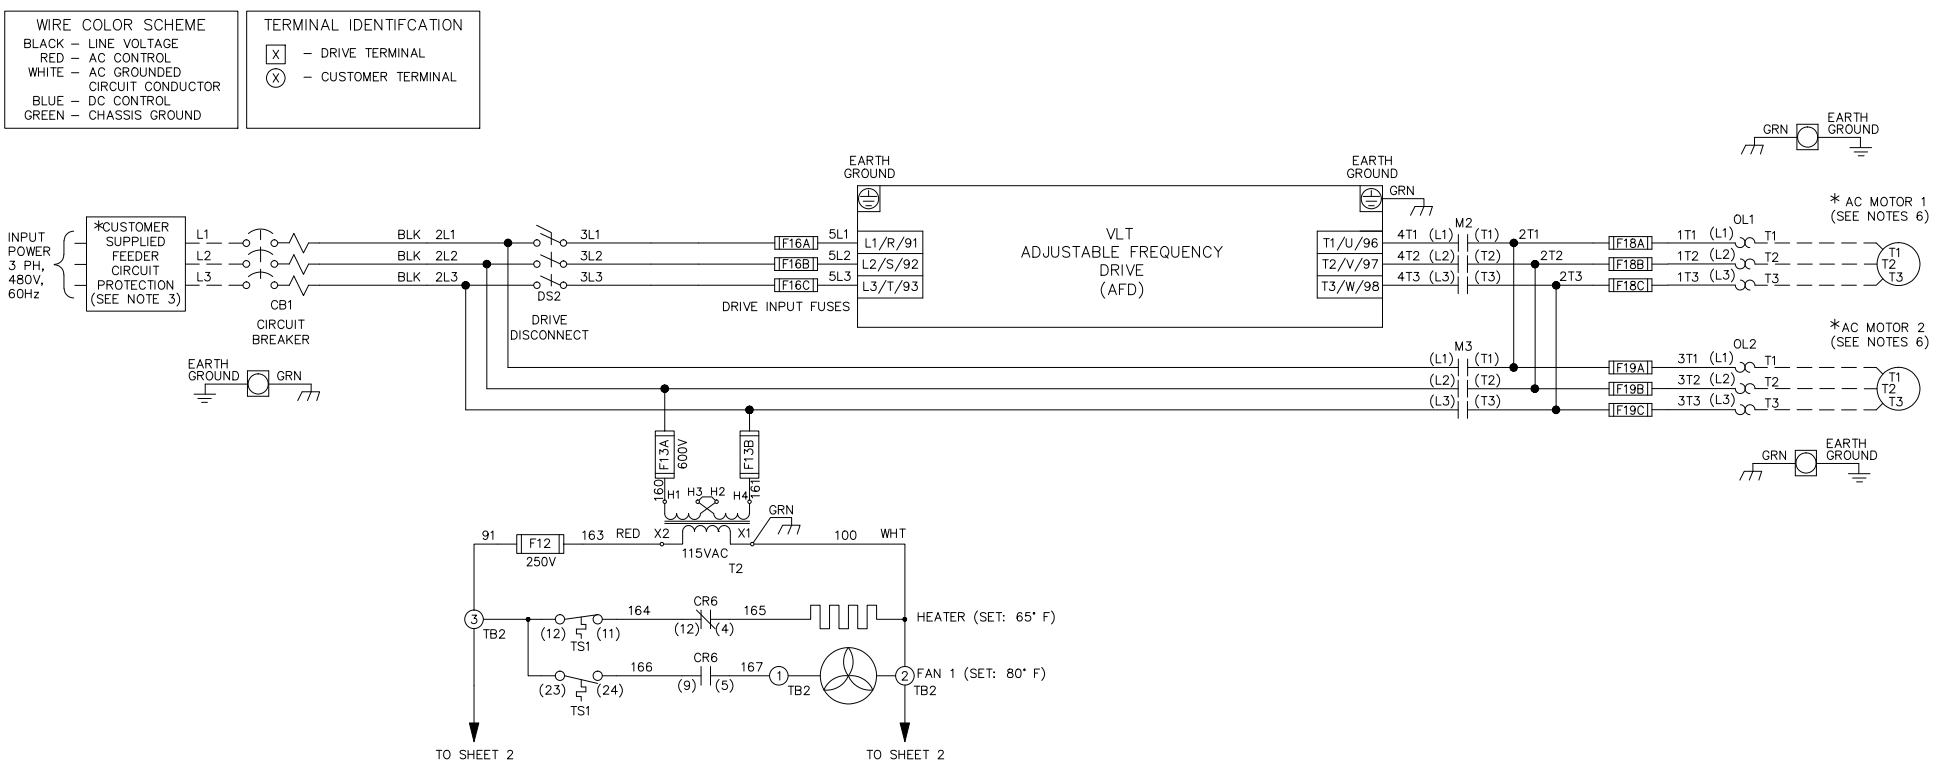 WIRE COLOR SCHEME
BLACK – LINE VOLTAGE
RED – AC CONTROL
WHITE – AC GROUNDED
CIRCUIT CONDUCTOR
BLUE – DC CONTROL
GREEN – CHASSIS GROUND
TERMINAL IDENTIFCATION
X – DRIVE TERMINAL
X – CUSTOMER TERMINAL
GRN
EARTH
GROUND
EARTH
GROUND
EARTH
GROUND
GRN
* AC MOTOR 1
(SEE NOTES 6)
INPUT
POWER
3 PH,
480V,
60Hz
*CUSTOMER
SUPPLIED
FEEDER
CIRCUIT
PROTECTION
(SEE NOTE 3)
VLT
ADJUSTABLE FREQUENCY
DRIVE
(AFD)
M2
OL1
L1 BLK 2L1 3L1 F16A 5L1 L1/R/91 T1/U/96 4T1 (L1) (T1) 2T1 F18A 1T1 (L1) T1 T1
L2 BLK 2L2 3L2 F16B 5L2 L2/S/92 T2/V/97 4T2 (L2) (T2) 2T2 F18B 1T2 (L2) T2 T2
L3 BLK 2L3 3L3 F16C 5L3 L3/T/93 T3/W/98 4T3 (L3) (T3) 2T3 F18C 1T3 (L3) T3 T3
CB1
CIRCUIT
BREAKER
DS2
DRIVE
DISCONNECT
DRIVE INPUT FUSES
*AC MOTOR 2
(SEE NOTES 6)
M3
OL2
(L1) (T1) F19A 3T1 (L1) T1 T1
(L2) (T2) F19B 3T2 (L2) T2 T2
(L3) (T3) F19C 3T3 (L3) T3 T3
EARTH
GROUND
GRN
GRN
EARTH
GROUND
F13A
600V
F13B
160
161
H1 H3 H2 H4
GRN
91 F12 163 RED X2 X1 100 WHT
250V
115VAC
T2
3
TB2
(12) (11)
TS1
164
CR6
(12) (4)
165
HEATER (SET: 65° F)
(23) (24)
TS1
166
CR6
(9) (5)
167
1
TB2
2
TB2
FAN 1 (SET: 80° F)
TO SHEET 2
TO SHEET 2